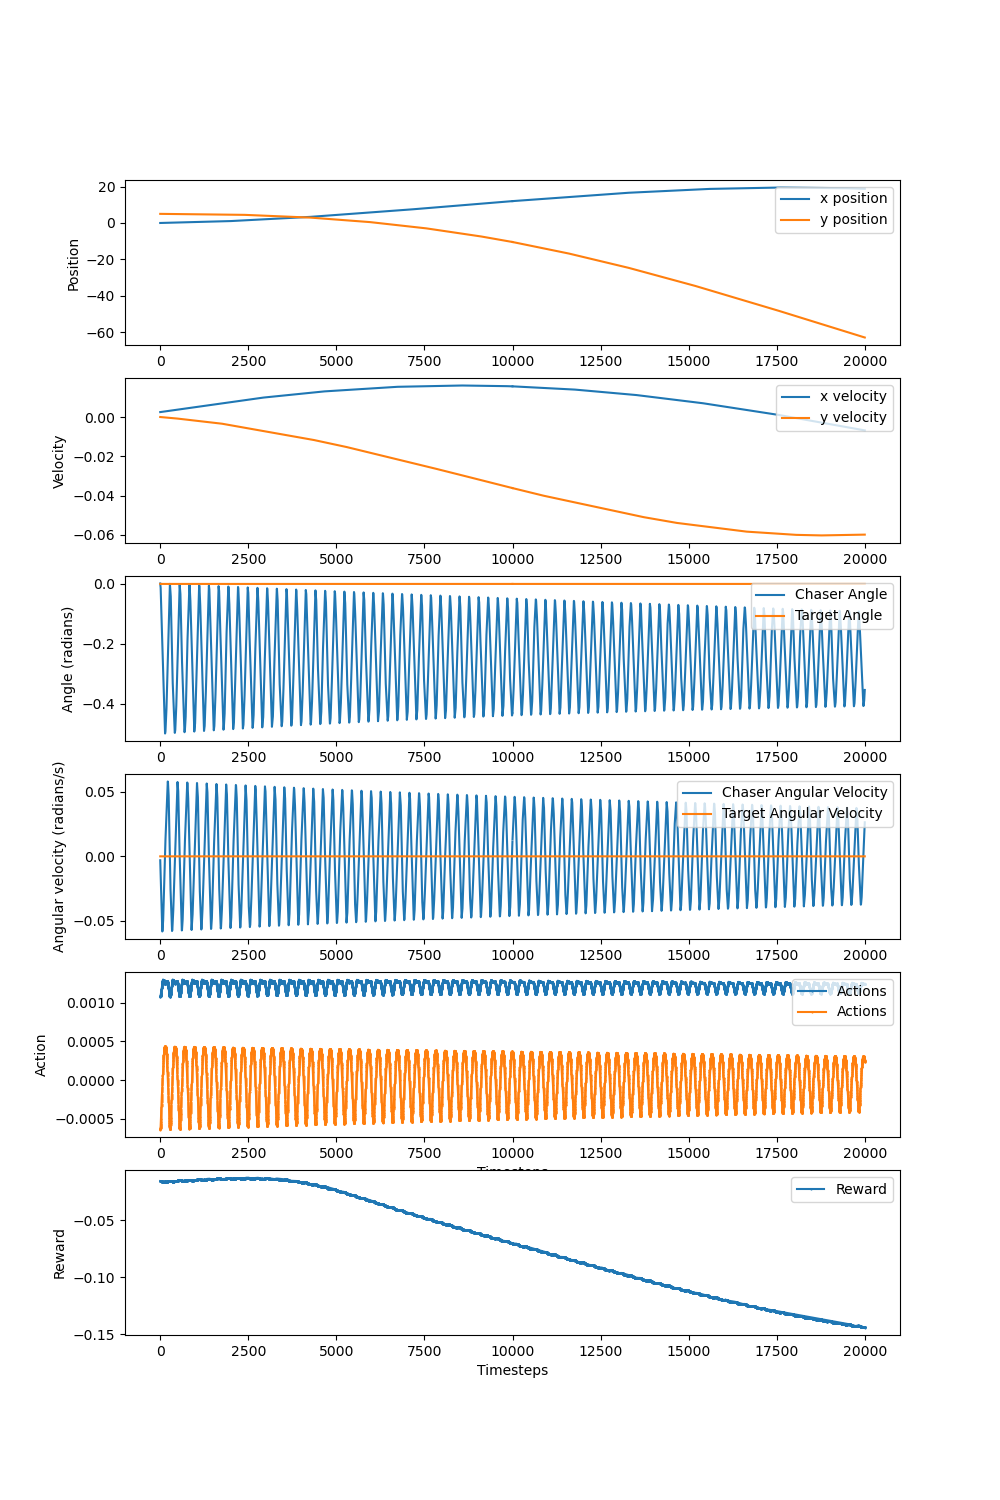 Position
20
0
−20
−40
−60
x position
y position
0 2500 5000 7500 10000 12500 15000 17500 20000
Velocity
0.00
−0.02
−0.04
−0.06
x velocity
y velocity
0 2500 5000 7500 10000 12500 15000 17500 20000
Angle (radians)
0.0
−0.2
−0.4
Chaser Angle
Target Angle
0 2500 5000 7500 10000 12500 15000 17500 20000
Angular velocity (radians/s)
0.05
0.00
−0.05
Chaser Angular Velocity
Target Angular Velocity
0 2500 5000 7500 10000 12500 15000 17500 20000
Action
0.0010
0.0005
0.0000
−0.0005
Actions
Actions
0 2500 5000 7500 10000 12500 15000 17500 20000
Timesteps
Reward
−0.05
−0.10
−0.15
Reward
0 2500 5000 7500 10000 12500 15000 17500 20000
Timesteps